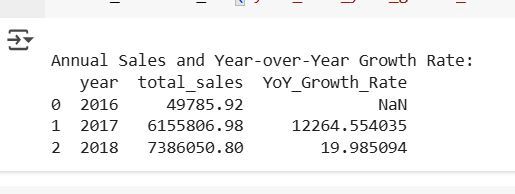 Annual Sales and Year-over-Year Growth Rate:
year total_sales YoY_Growth_Rate
0 2016 49785.92 NaN
1 2017 6155806.98 12264.554035
2 2018 7386050.80 19.985094